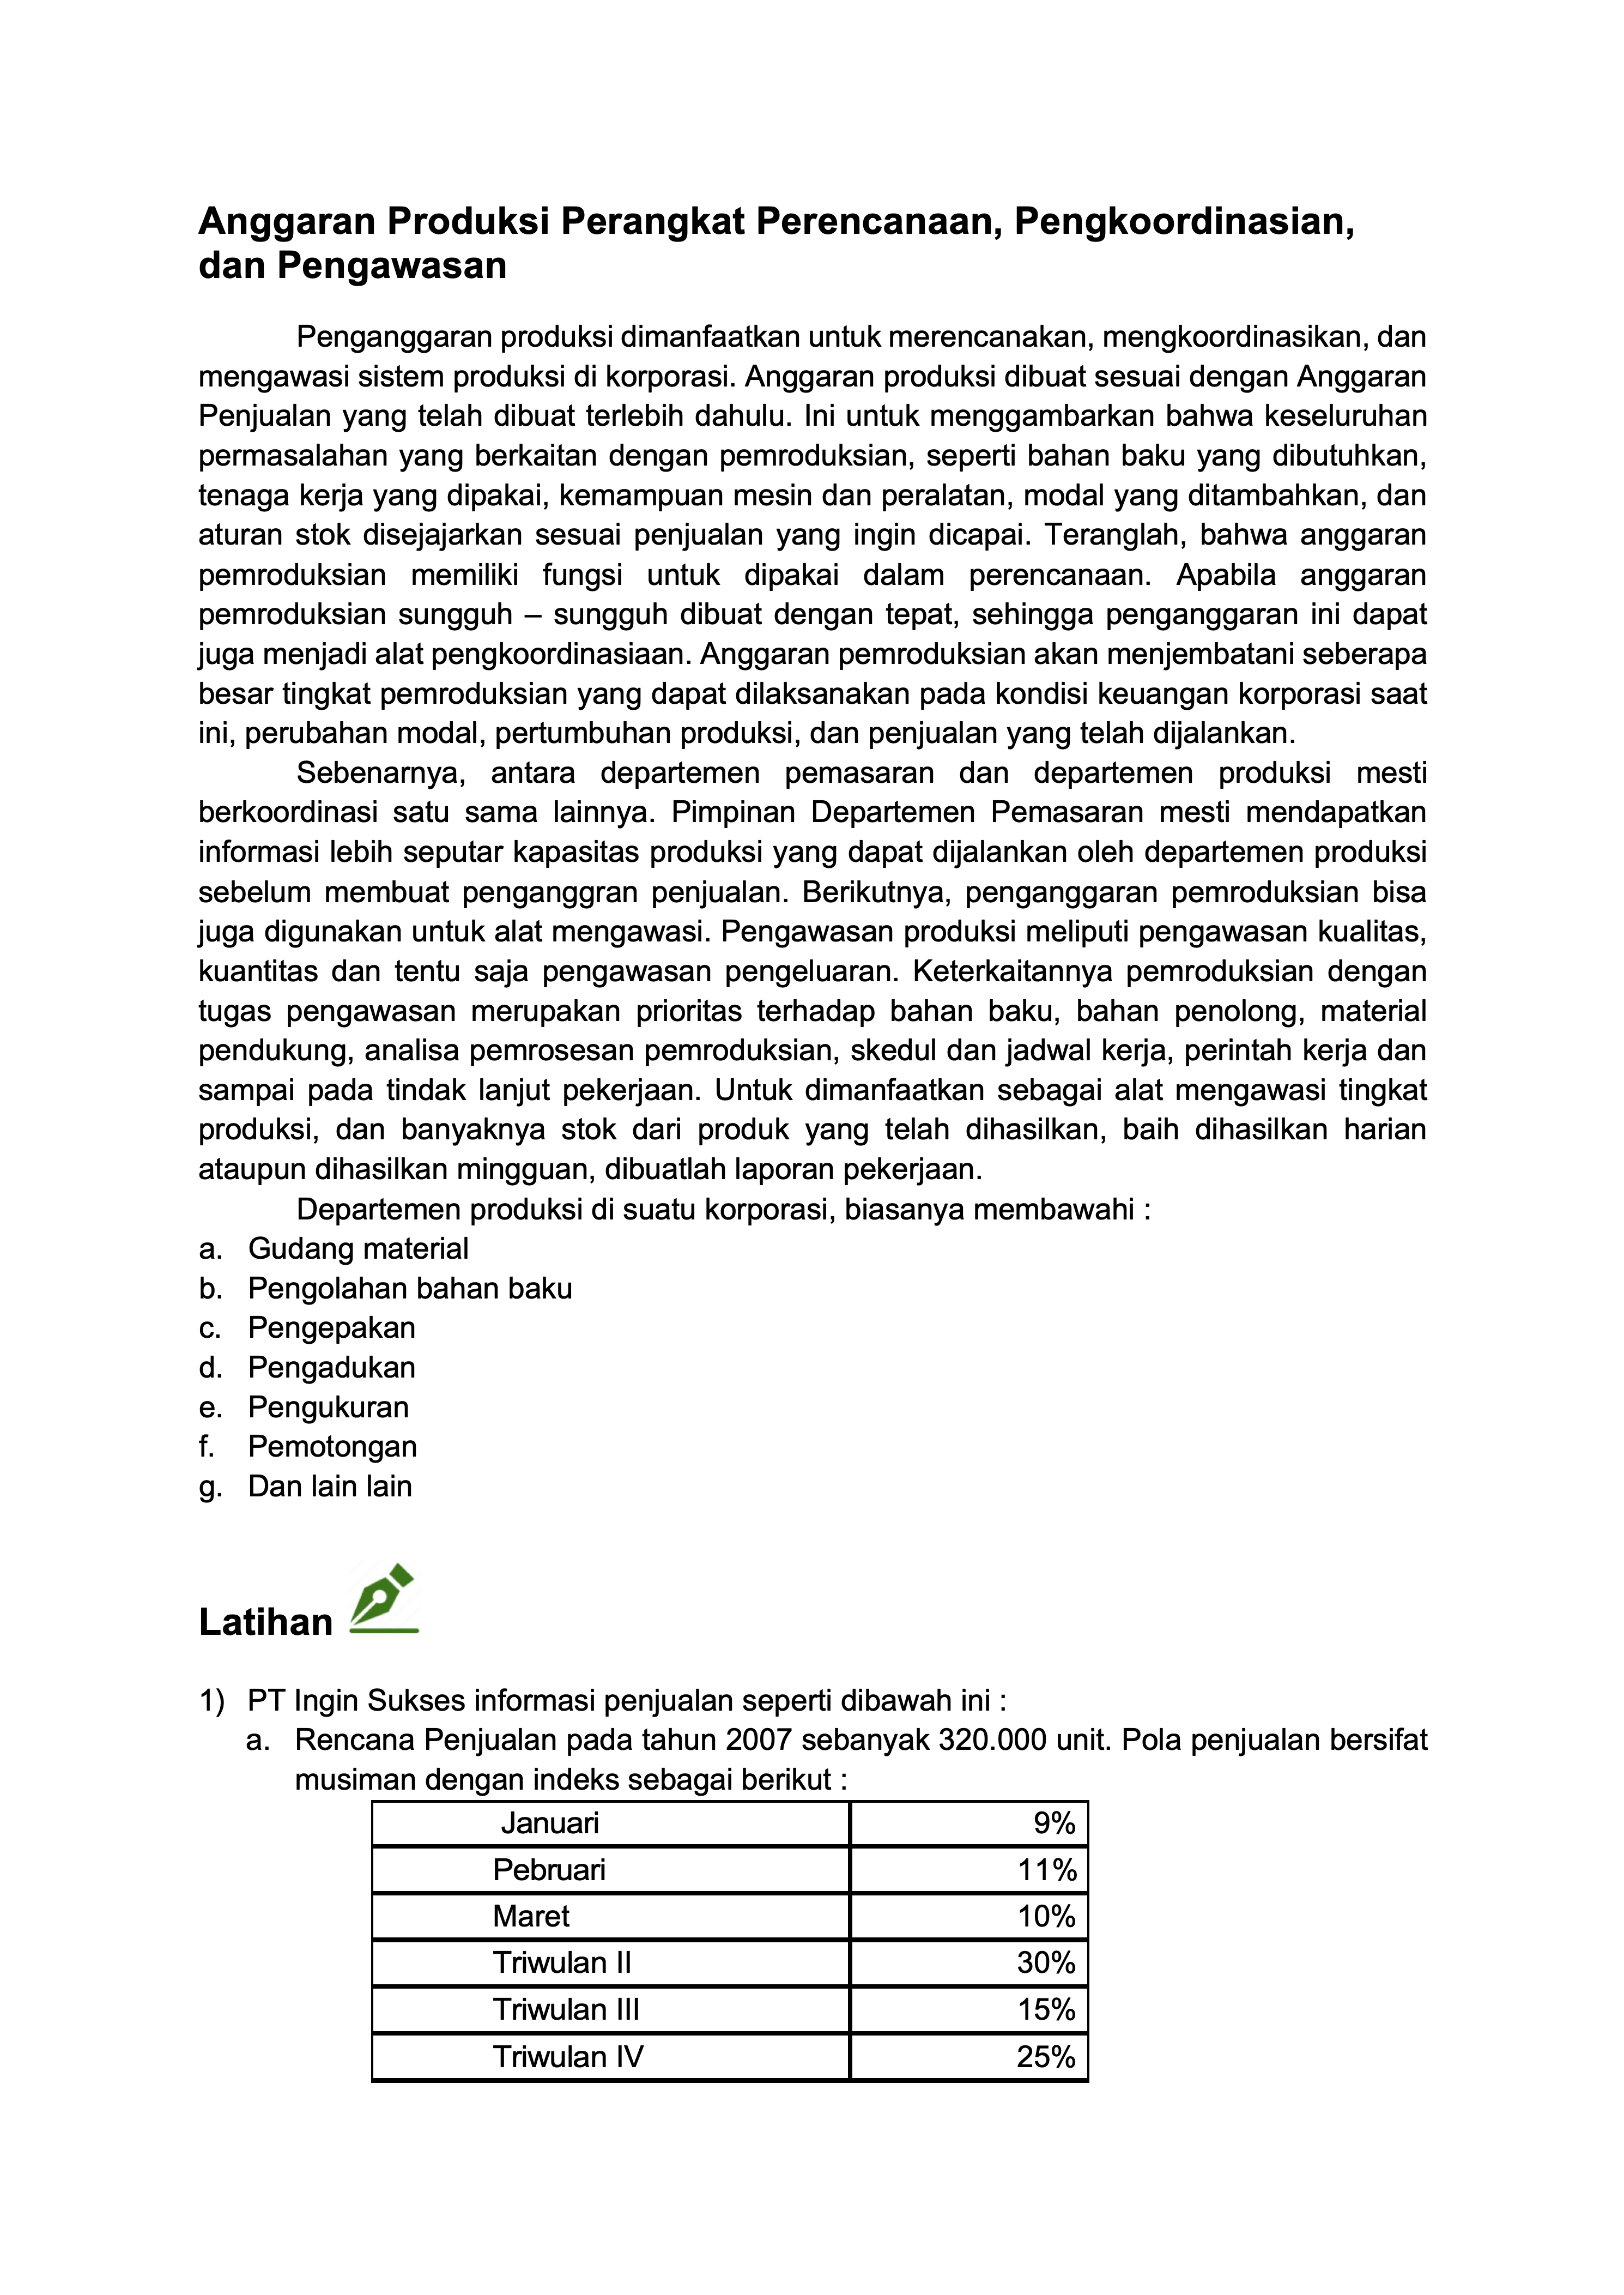 Anggaran Produksi Perangkat Perencanaan, Pengkoordinasian,
dan Pengawasan
Penganggaran produksi dimanfaatkan untuk merencanakan, mengkoordinasikan, dan
mengawasi sistem produksi di korporasi. Anggaran produksi dibuat sesuai dengan Anggaran
Penjualan yang telah dibuat terlebih dahulu. Ini untuk menggambarkan bahwa keseluruhan
permasalahan yang berkaitan dengan pemroduksian, seperti bahan baku yang dibutuhkan,
tenaga kerja yang dipakai, kemampuan mesin dan peralatan, modal yang ditambahkan, dan
aturan stok disejajarkan sesuai penjualan yang ingin dicapai. Teranglah, bahwa anggaran
pemroduksian memiliki fungsi untuk dipakai dalam perencanaan. Apabila anggaran
pemroduksian sungguh – sungguh dibuat dengan tepat, sehingga penganggaran ini dapat
juga menjadi alat pengkoordinasiaan. Anggaran pemroduksian akan menjembatani seberapa
besar tingkat pemroduksian yang dapat dilaksanakan pada kondisi keuangan korporasi saat
ini, perubahan modal, pertumbuhan produksi, dan penjualan yang telah dijalankan.
Sebenarnya, antara departemen pemasaran dan departemen produksi mesti
berkoordinasi satu sama lainnya. Pimpinan Departemen Pemasaran mesti mendapatkan
informasi lebih seputar kapasitas produksi yang dapat dijalankan oleh departemen produksi
sebelum membuat penganggran penjualan. Berikutnya, penganggaran pemroduksian bisa
juga digunakan untuk alat mengawasi. Pengawasan produksi meliputi pengawasan kualitas,
kuantitas dan tentu saja pengawasan pengeluaran. Keterkaitannya pemroduksian dengan
tugas pengawasan merupakan prioritas terhadap bahan baku, bahan penolong, material
pendukung, analisa pemrosesan pemroduksian, skedul dan jadwal kerja, perintah kerja dan
sampai pada tindak lanjut pekerjaan. Untuk dimanfaatkan sebagai alat mengawasi tingkat
produksi, dan banyaknya stok dari produk yang telah dihasilkan, baih dihasilkan harian
ataupun dihasilkan mingguan, dibuatlah laporan pekerjaan.
Departemen produksi di suatu korporasi, biasanya membawahi :
a. Gudang material
b. Pengolahan bahan baku
c. Pengepakan
d. Pengadukan
e. Pengukuran
f. Pemotongan
g. Dan lain lain
Latihan
1) PT Ingin Sukses informasi penjualan seperti dibawah ini :
a. Rencana Penjualan pada tahun 2007 sebanyak 320.000 unit. Pola penjualan bersifat
musiman dengan indeks sebagai berikut :
Januari 9%
Pebruari 11%
Maret 10%
Triwulan II 30%
Triwulan III 15%
Triwulan IV 25%